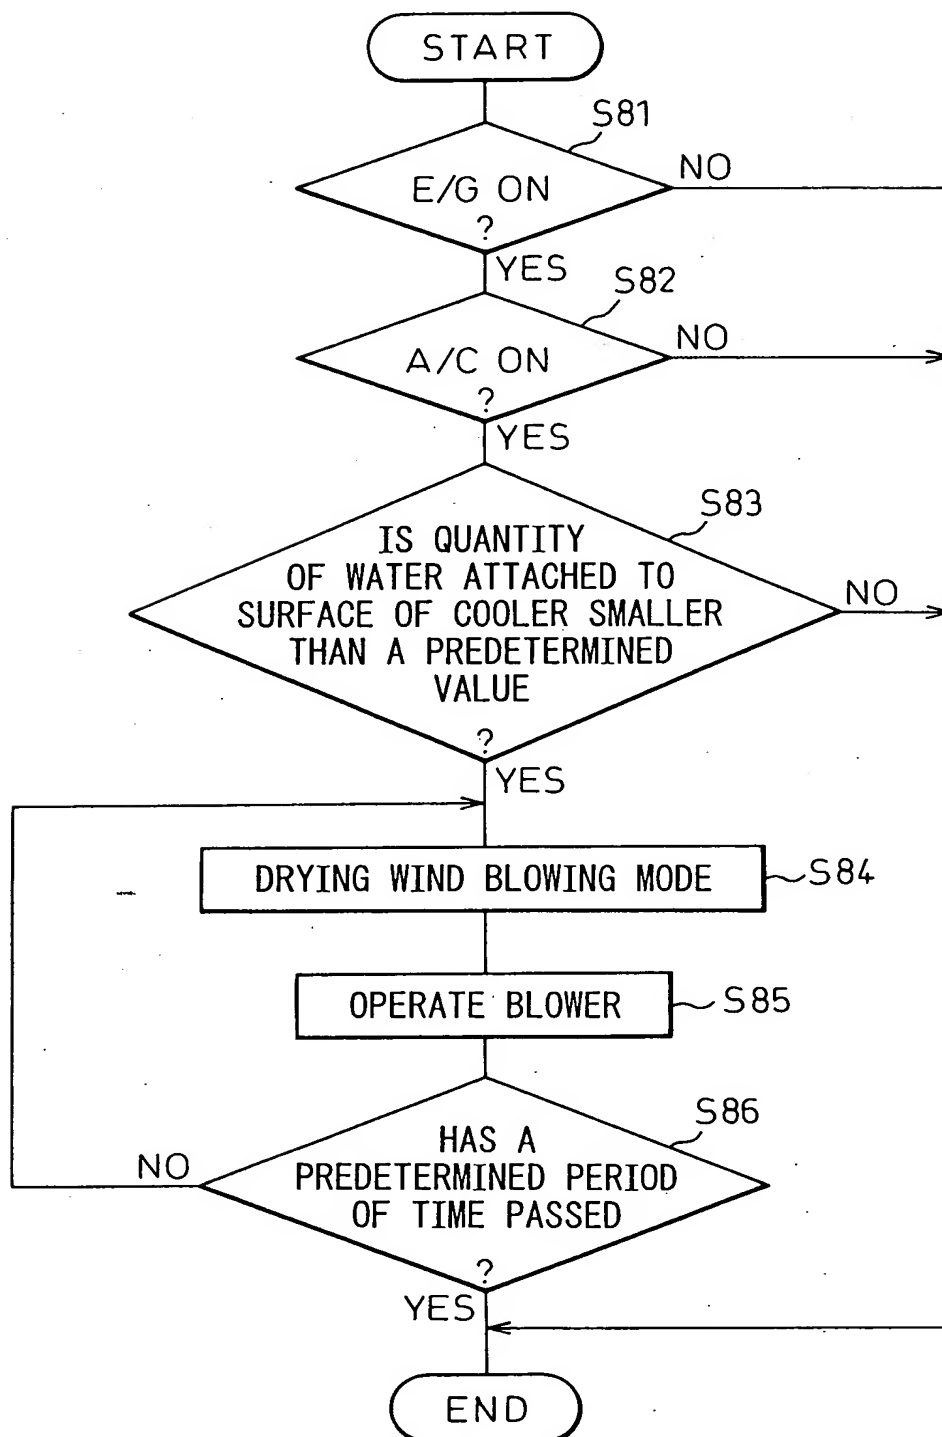 START
S81
E/G ON
?
NO
YES
S82
A/C ON
?
NO
YES
S83
IS QUANTITY
OF WATER ATTACHED TO
SURFACE OF COOLER SMALLER
THAN A PREDETERMINED
VALUE
?
NO
YES
DRYING WIND BLOWING MODE
S84
OPERATE BLOWER
S85
S86
HAS A
PREDETERMINED PERIOD
OF TIME PASSED
?
NO
YES
END